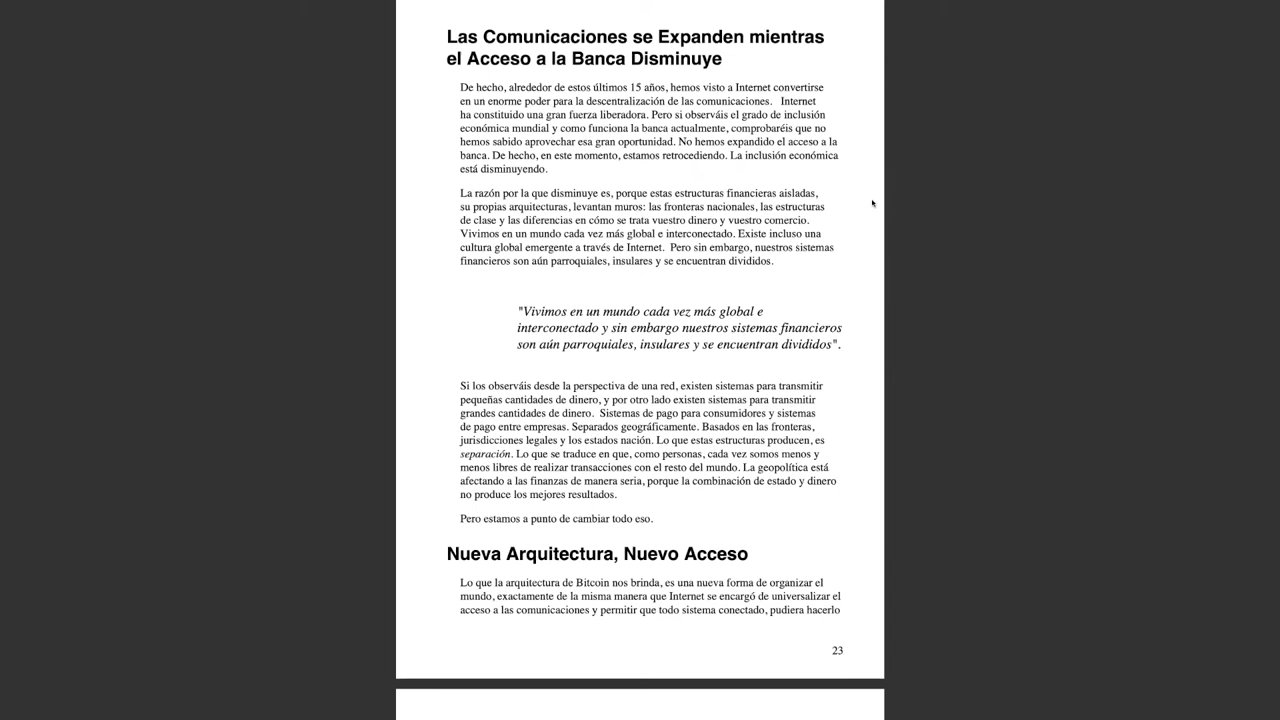 Las Comunicaciones se Expanden mientras
el Acceso a la Banca Disminuye
De hecho, alrededor de estos últimos 15 años, hemos visto a Internet convertirse
en un enorme poder para la descentralización de las comunicaciones. Internet
ha constituido una gran fuerza liberadora. Pero si observáis el grado de inclusión
económica mundial y como funciona la banca actualmente, comprobaréis que no
hemos sabido aprovechar esa gran oportunidad. No hemos expandido el acceso a la
banca. De hecho, en este momento, estamos retrocediendo. La inclusión económica
está disminuyendo.
La razón por la que disminuye es, porque estas estructuras financieras aisladas,
su propias arquitecturas, levantan muros: las fronteras nacionales, las estructuras
de clase y las diferencias en cómo se trata vuestro dinero y vuestro comercio.
Vivimos en un mundo cada vez más global e interconectado. Existe incluso una
cultura global emergente a través de Internet. Pero sin embargo, nuestros sistemas
financieros son aún parroquiales, insulares y se encuentran divididos.
"Vivimos en un mundo cada vez más global e
interconectado y sin embargo nuestros sistemas financieros
son aún parroquiales, insulares y se encuentran divididos".
Si los observáis desde la perspectiva de una red, existen sistemas para transmitir
pequeñas cantidades de dinero, y por otro lado existen sistemas para transmitir
grandes cantidades de dinero. Sistemas de pago para consumidores y sistemas
de pago entre empresas. Separados geográficamente. Basados en las fronteras,
jurisdicciones legales y los estados nación. Lo que estas estructuras producen, es
separación. Lo que se traduce en que, como personas, cada vez somos menos y
menos libres de realizar transacciones con el resto del mundo. La geopolítica está
afectando a las finanzas de manera seria, porque la combinación de estado y dinero
no produce los mejores resultados.
Pero estamos a punto de cambiar todo eso.
Nueva Arquitectura, Nuevo Acceso
Lo que la arquitectura de Bitcoin nos brinda, es una nueva forma de organizar el
mundo, exactamente de la misma manera que Internet se encargó de universalizar el
acceso a las comunicaciones y permitir que todo sistema conectado, pudiera hacerlo
23